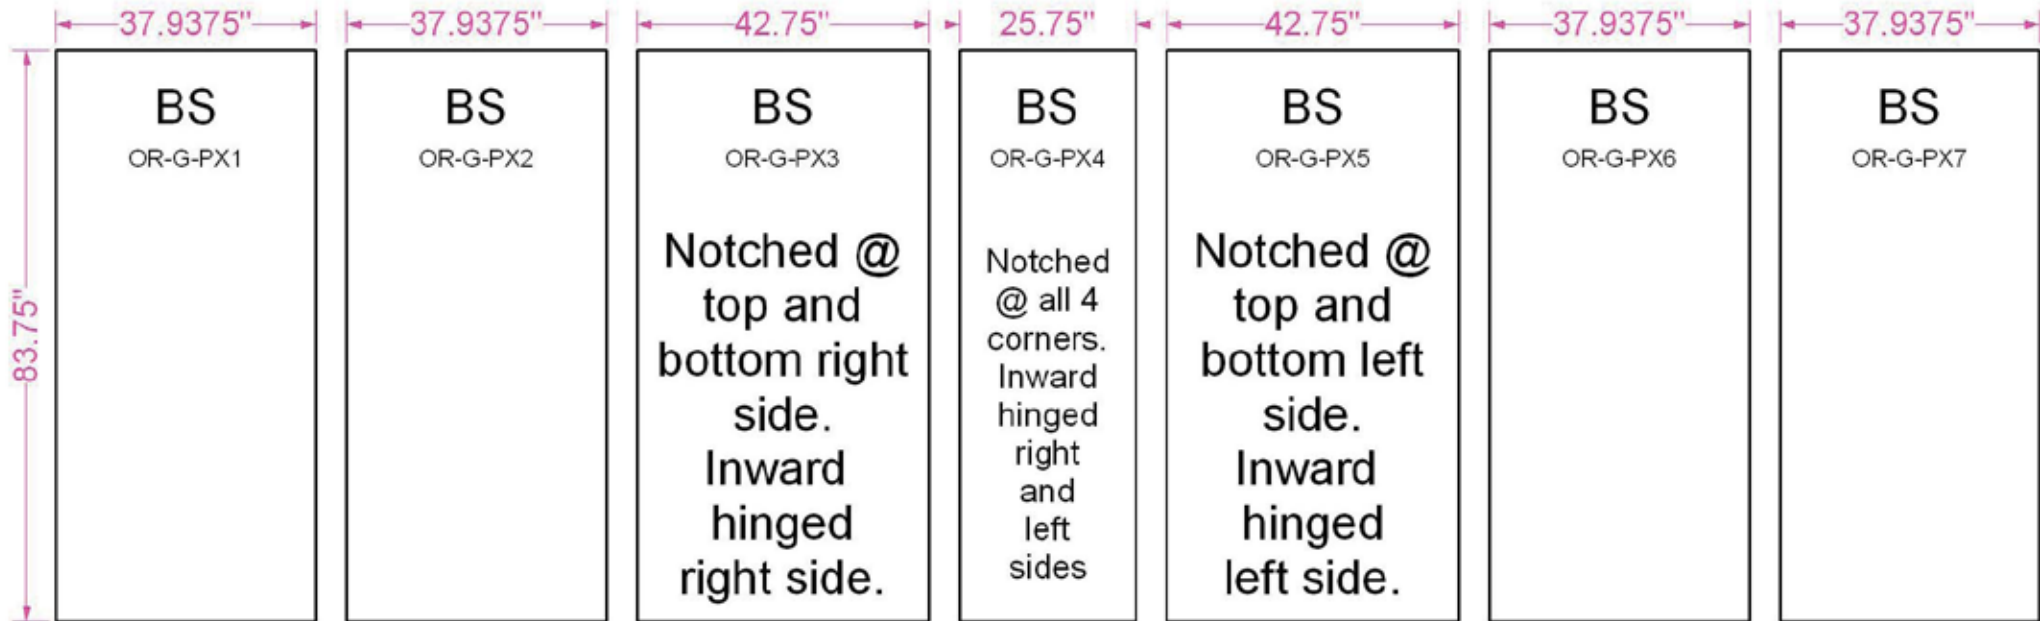 37.9375"
37.9375"
42.75"
25.75"
42.75"
37.9375"
37.9375"
83.75"
BS
OR-G-PX1
BS
OR-G-PX2
BS
OR-G-PX3
Notched @
top and
bottom right
side.
Inward
hinged
right side.
BS
OR-G-PX4
Notched
@ all 4
corners.
Inward
hinged
right
and
left
sides
BS
OR-G-PX5
Notched @
top and
bottom left
side.
Inward
hinged
left side.
BS
OR-G-PX6
BS
OR-G-PX7